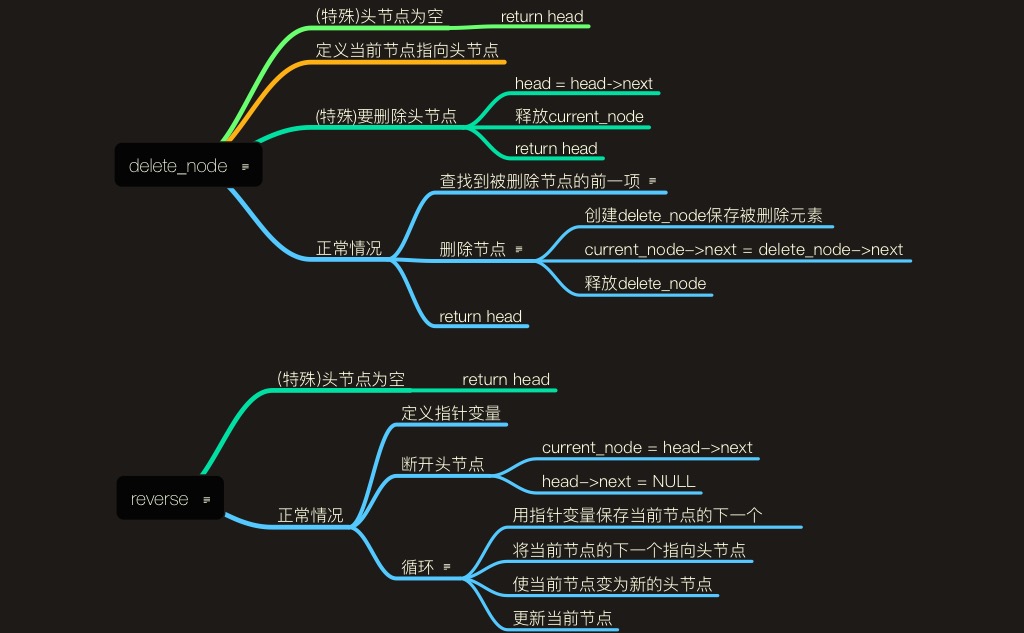 (特殊)头节点为空
return head
定义当前节点指向头节点
(特殊)要删除头节点
head = head->next
释放current_node
return head
delete_node
正常情况
查找到被删除节点的前一项
删除节点
创建delete_node保存被删除元素
current_node->next = delete_node->next
释放delete_node
return head
(特殊)头节点为空
return head
reverse
正常情况
定义指针变量
断开头节点
current_node = head->next
head->next = NULL
循环
用指针变量保存当前节点的下一个
将当前节点的下一个指向头节点
使当前节点变为新的头节点
更新当前节点